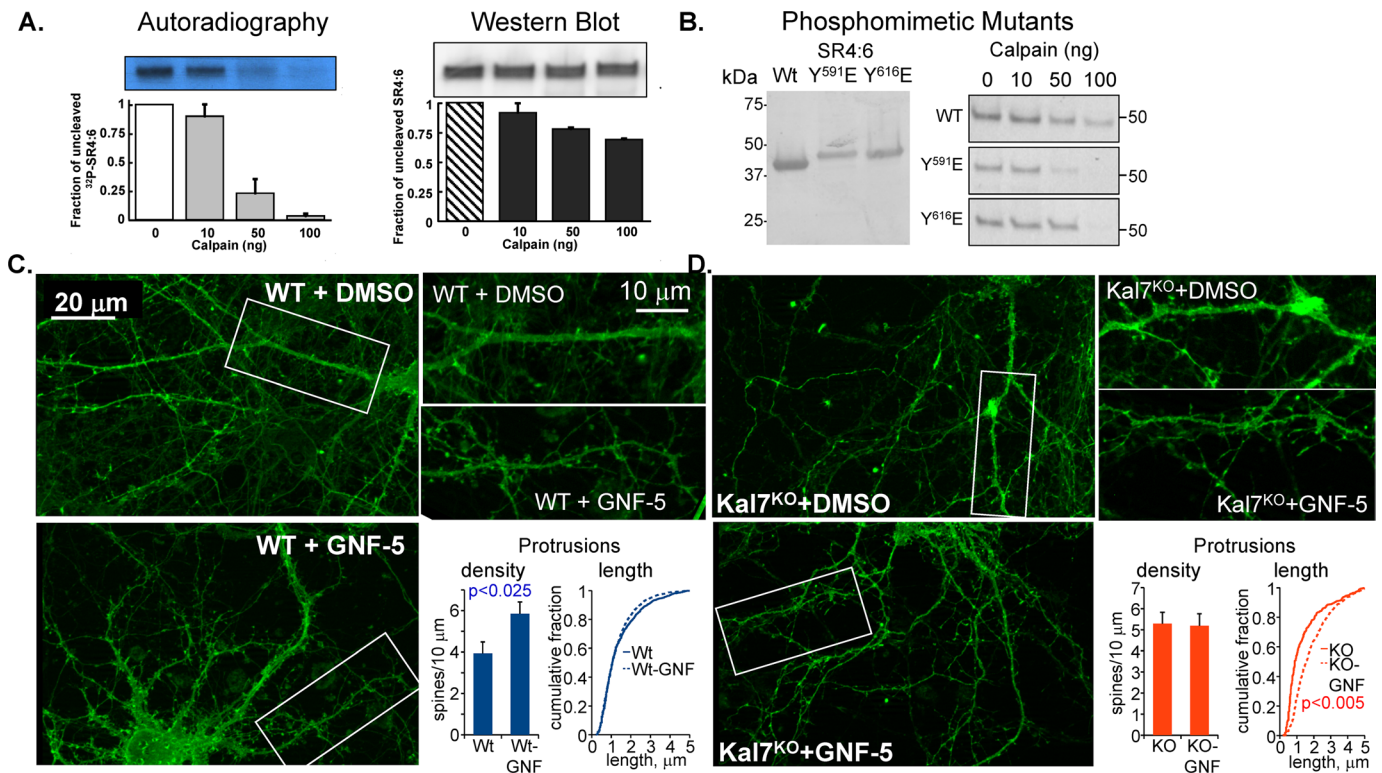 A.
Autoradiography
Western Blot
Fraction of uncleaved
³²P-SR4:6
1
0.75
0.5
0.25
0
0 10 50 100
Calpain (ng)
Fraction of uncleaved SR4:6
1
0.75
0.5
0.25
0
0 10 50 100
Calpain (ng)
B.
Phosphomimetic Mutants
SR4:6
kDa Wt Y⁵⁹¹E Y⁶¹⁶E
75-
50-
37-
25-
Calpain (ng)
0 10 50 100
WT -50
Y⁵⁹¹E -50
Y⁶¹⁶E -50
C.
20 μm
WT + DMSO
WT + DMSO
10 μm
WT + GNF-5
WT + GNF-5
Protrusions
density
p<0.025
spines/10 μm
6
4
2
0
Wt Wt-
GNF
length
cumulative fraction
1.0
0.8
0.6
0.4
0.2
0
Wt
Wt-GNF
0 1 2 3 4 5
length, μm
D.
Kal7ᴷᴼ+DMSO
Kal7ᴷᴼ+DMSO
Kal7ᴷᴼ+GNF-5
Kal7ᴷᴼ+GNF-5
Protrusions
density
spines/10 μm
7
6
5
4
3
2
1
0
KO KO-
GNF
length
cumulative fraction
1.0
0.8
0.6
0.4
0.2
0
KO
KO-
GNF
p<0.005
0 1 2 3 4 5
length, μm